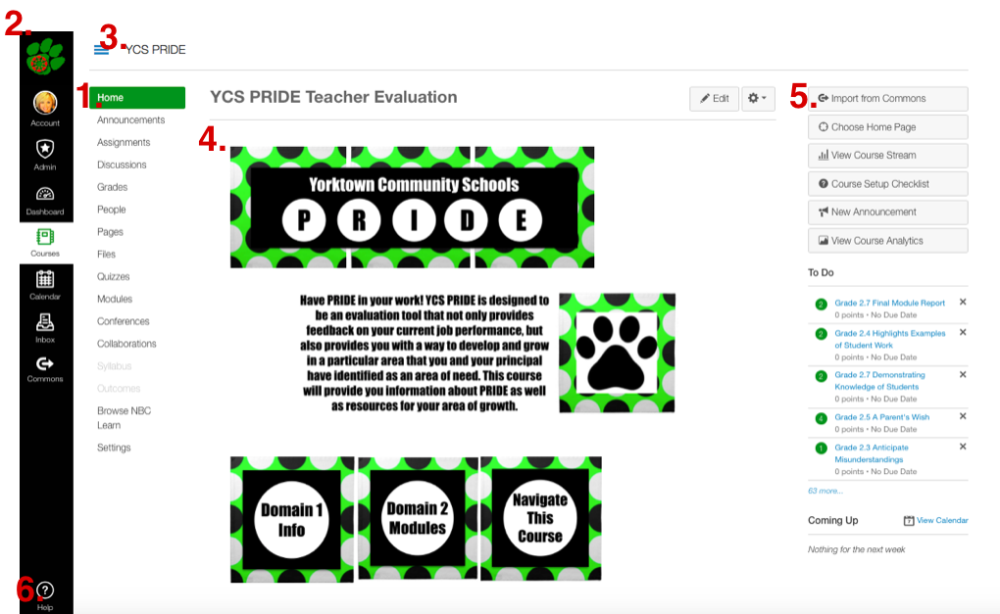 2.
3. YCS PRIDE
Account
Admin
Dashboard
Courses
Calendar
Inbox
Commons
6.
Help
1. Home
Announcements
Assignments
Discussions
Grades
People
Pages
Files
Quizzes
Modules
Conferences
Collaborations
Syllabus
Outcomes
Browse NBC
Learn
Settings
YCS PRIDE Teacher Evaluation
Edit
4.
Yorktown Community Schools
P R I D E
Have PRIDE in your work! YCS PRIDE is designed to
be an evaluation tool that not only provides
feedback on your current job performance, but
also provides you with a way to develop and grow
in a particular area that you and your principal
have identified as an area of need. This course
will provide you information about PRIDE as well
as resources for your area of growth.
Domain 1
Info
Domain 2
Modules
Navigate
This
Course
5. Import from Commons
Choose Home Page
View Course Stream
Course Setup Checklist
New Announcement
View Course Analytics
To Do
2 Grade 2.7 Final Module Report
0 points • No Due Date
2 Grade 2.4 Highlights Examples
of Student Work
0 points • No Due Date
2 Grade 2.7 Demonstrating
Knowledge of Students
0 points • No Due Date
4 Grade 2.5 A Parent's Wish
0 points • No Due Date
1 Grade 2.3 Anticipate
Misunderstandings
0 points • No Due Date
63 more...
Coming Up View Calendar
Nothing for the next week